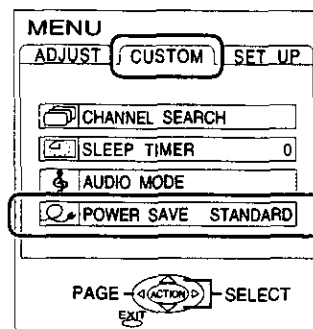 MENU
ADJUST CUSTOM SET UP
CHANNEL SEARCH
SLEEP TIMER 0
AUDIO MODE
POWER SAVE STANDARD
PAGE ACTION SELECT
EXIT